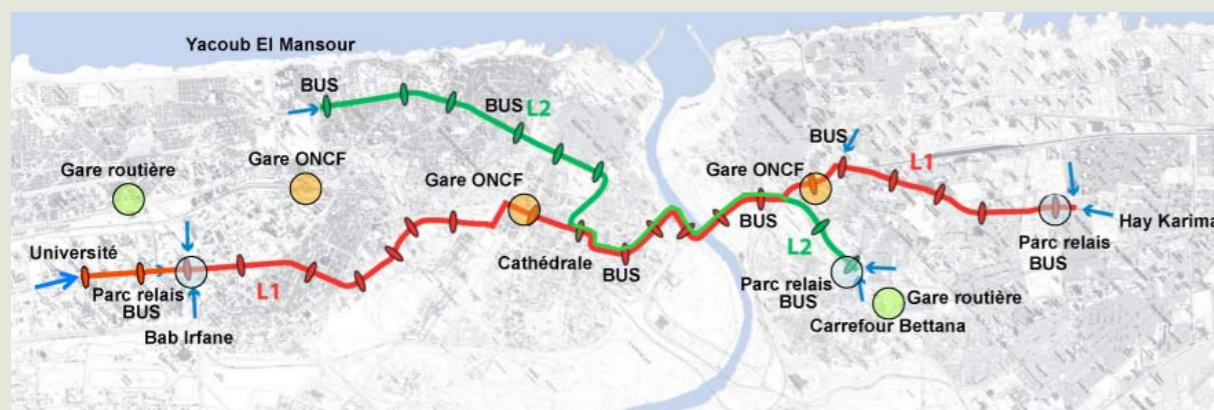 Yacoub El Mansour
BUS
BUS
L2
Gare routière
Gare ONCF
Gare ONCF
Gare ONCF
BUS
L1
Université
Parc relais
BUS
Bab Irfane
L1
Cathédrale
BUS
BUS
L2
Parc relais
BUS
Gare routière
Carrefour Bettana
Hay Karima
Parc relais
BUS